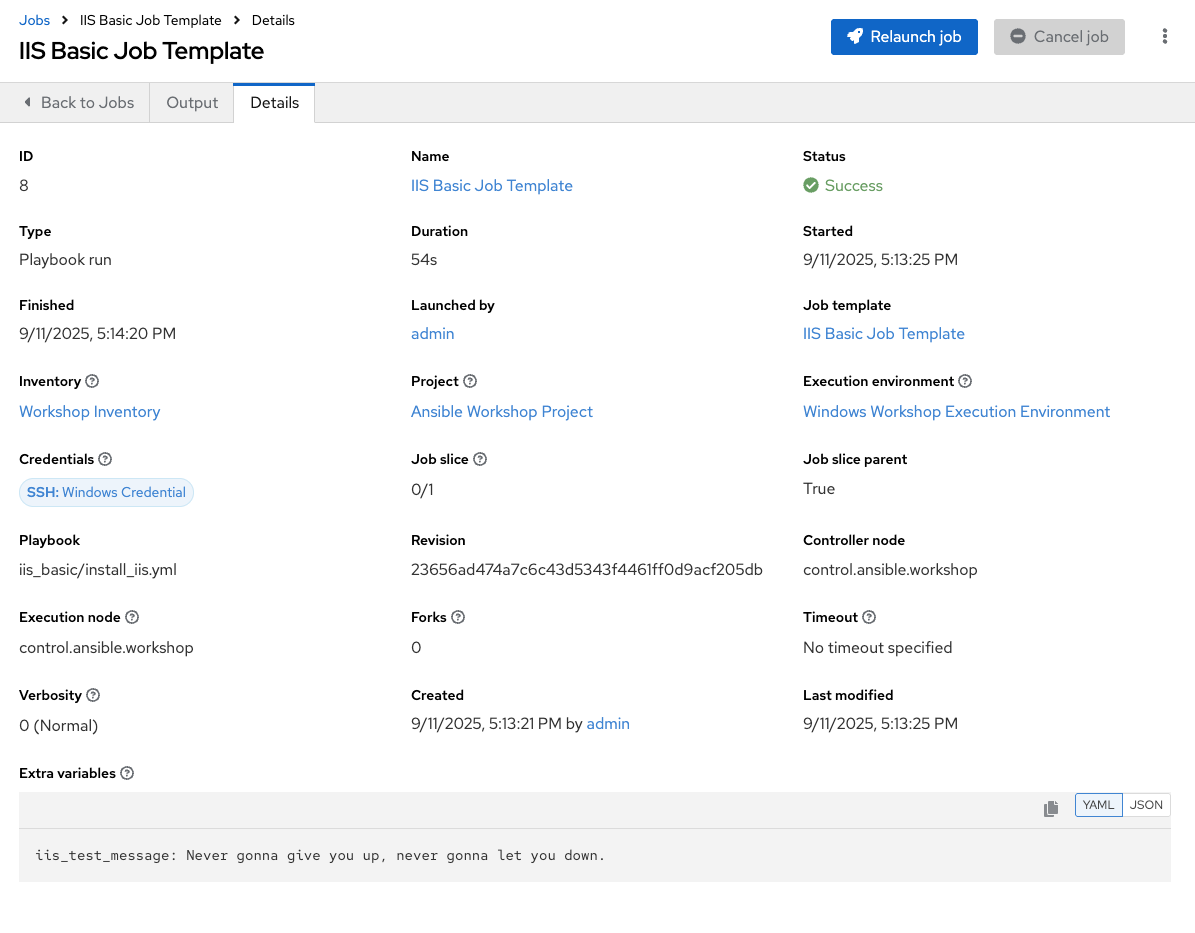 Jobs > IIS Basic Job Template > Details
IIS Basic Job Template
Relaunch job
Cancel job
Back to Jobs
Output
Details
ID
8
Name
IIS Basic Job Template
Status
Success
Type
Playbook run
Duration
54s
Started
9/11/2025, 5:13:25 PM
Finished
9/11/2025, 5:14:20 PM
Launched by
admin
Job template
IIS Basic Job Template
Inventory
Workshop Inventory
Project
Ansible Workshop Project
Execution environment
Windows Workshop Execution Environment
Credentials
SSH: Windows Credential
Job slice
0/1
Job slice parent
True
Playbook
iis_basic/install_iis.yml
Revision
23656ad474a7c6c43d5343f4461ff0d9acf205db
Controller node
control.ansible.workshop
Execution node
control.ansible.workshop
Forks
0
Timeout
No timeout specified
Verbosity
0 (Normal)
Created
9/11/2025, 5:13:21 PM by admin
Last modified
9/11/2025, 5:13:25 PM
Extra variables
YAML
JSON
iis_test_message: Never gonna give you up, never gonna let you down.